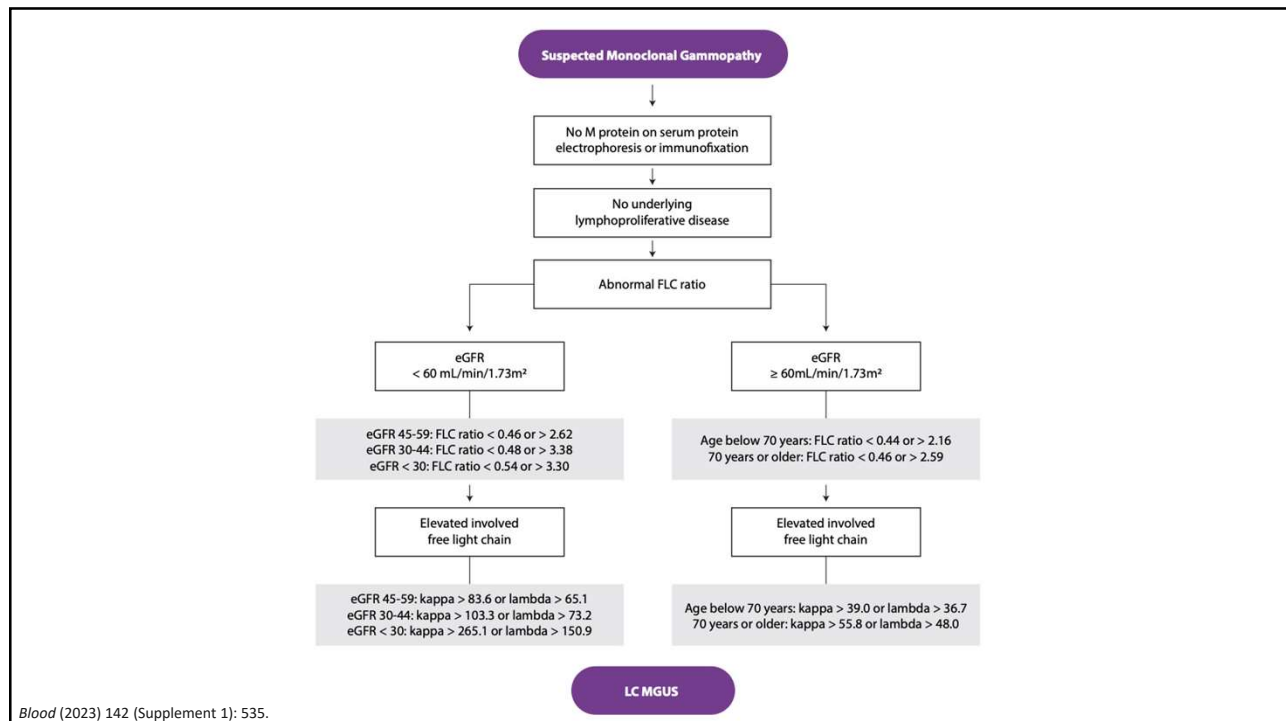 Suspected Monoclonal Gammopathy
No M protein on serum protein
electrophoresis or immunofixation
No underlying
lymphoproliferative disease
Abnormal FLC ratio
eGFR
< 60 mL/min/1.73m²
eGFR
≥ 60mL/min/1.73m²
eGFR 45-59: FLC ratio < 0.46 or > 2.62
eGFR 30-44: FLC ratio < 0.48 or > 3.38
eGFR < 30: FLC ratio < 0.54 or > 3.30
Age below 70 years: FLC ratio < 0.44 or > 2.16
70 years or older: FLC ratio < 0.46 or > 2.59
Elevated involved
free light chain
Elevated involved
free light chain
eGFR 45-59: kappa > 83.6 or lambda > 65.1
eGFR 30-44: kappa > 103.3 or lambda > 73.2
eGFR < 30: kappa > 265.1 or lambda > 150.9
Age below 70 years: kappa > 39.0 or lambda > 36.7
70 years or older: kappa > 55.8 or lambda > 48.0
LC MGUS
Blood (2023) 142 (Supplement 1): 535.